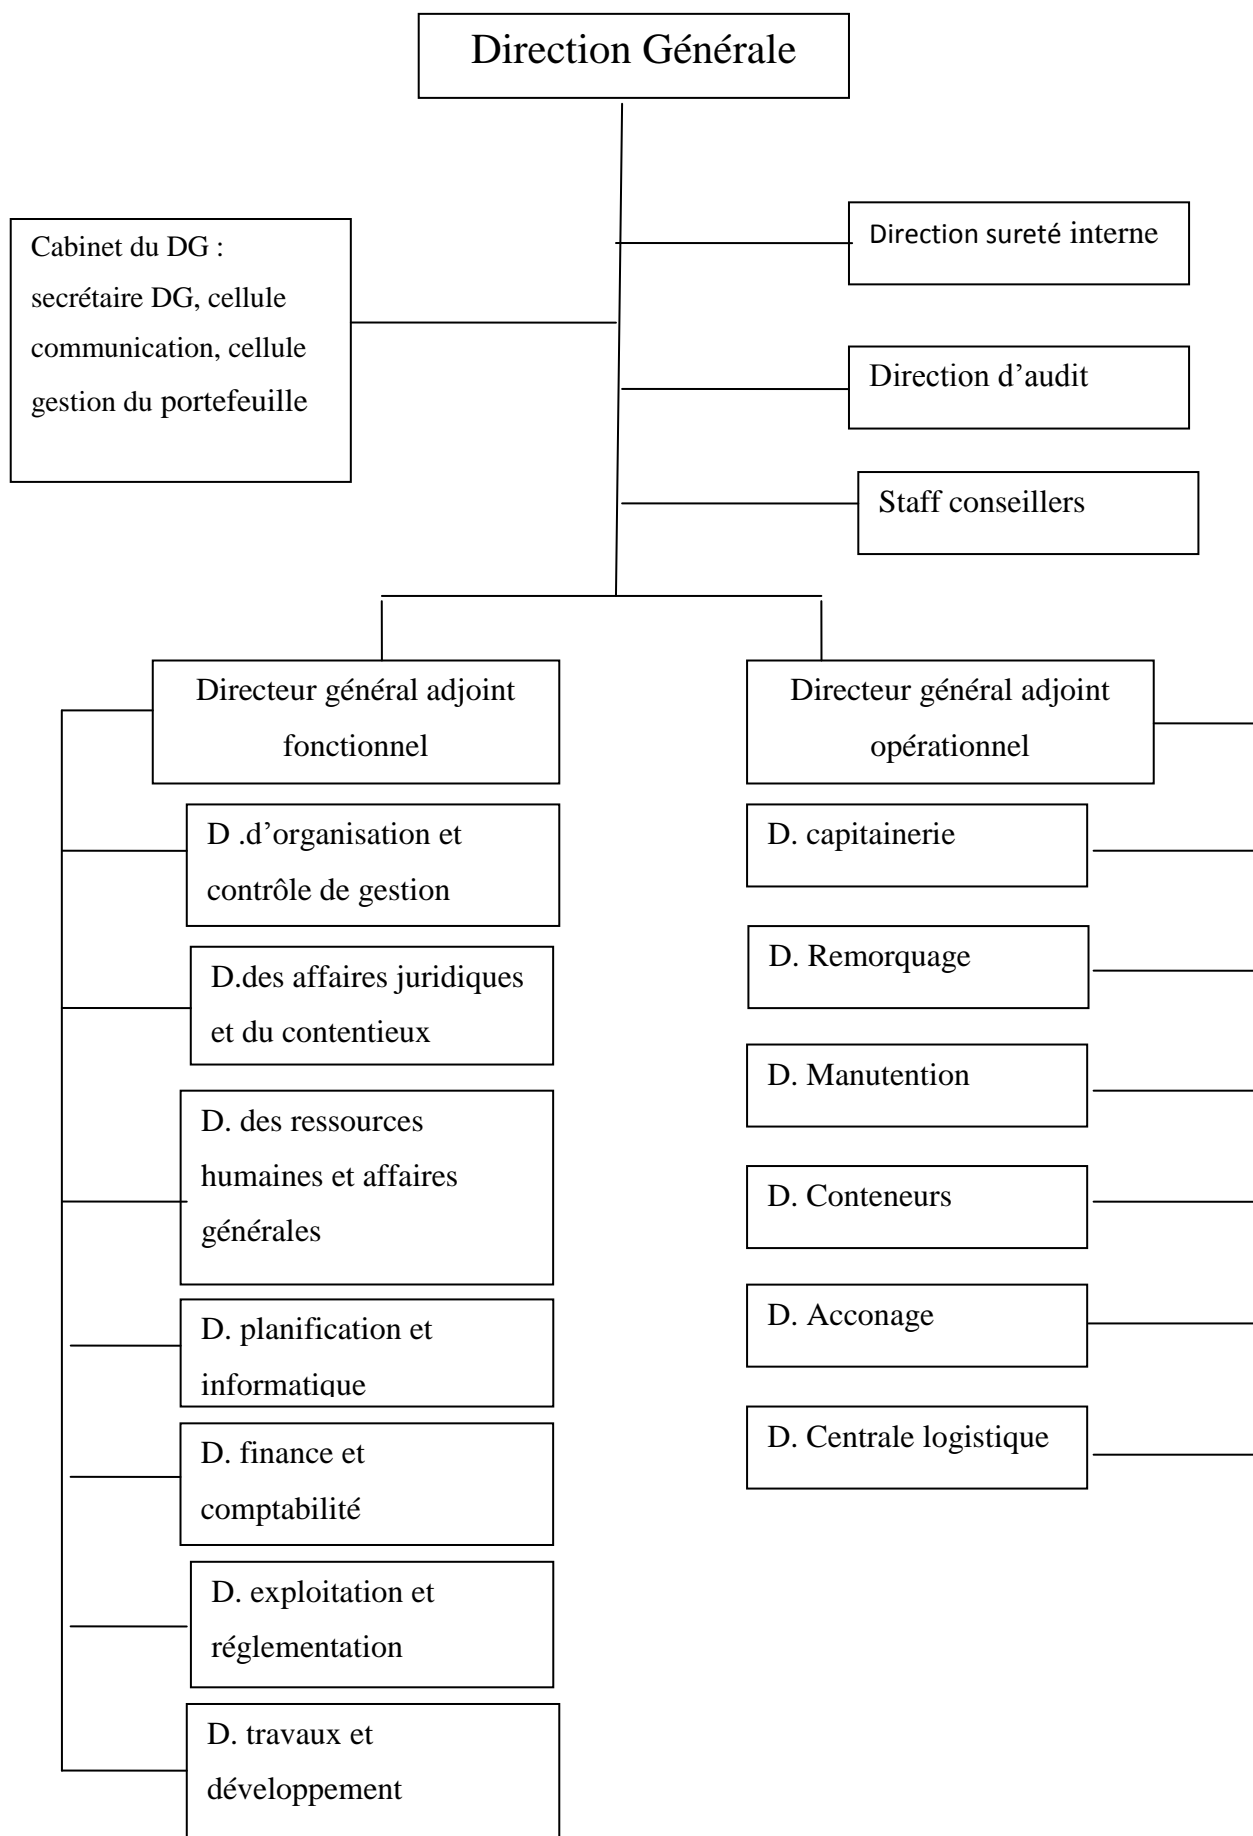 Direction Générale
Cabinet du DG :
secrétaire DG, cellule
communication, cellule
gestion du portefeuille
Direction sureté interne
Direction d’audit
Staff conseillers
Directeur général adjoint
fonctionnel
D .d’organisation et
contrôle de gestion
D.des affaires juridiques
et du contentieux
D. des ressources
humaines et affaires
générales
D. planification et
informatique
D. finance et
comptabilité
D. exploitation et
réglementation
D. travaux et
développement
Directeur général adjoint
opérationnel
D. capitainerie
D. Remorquage
D. Manutention
D. Conteneurs
D. Acconage
D. Centrale logistique